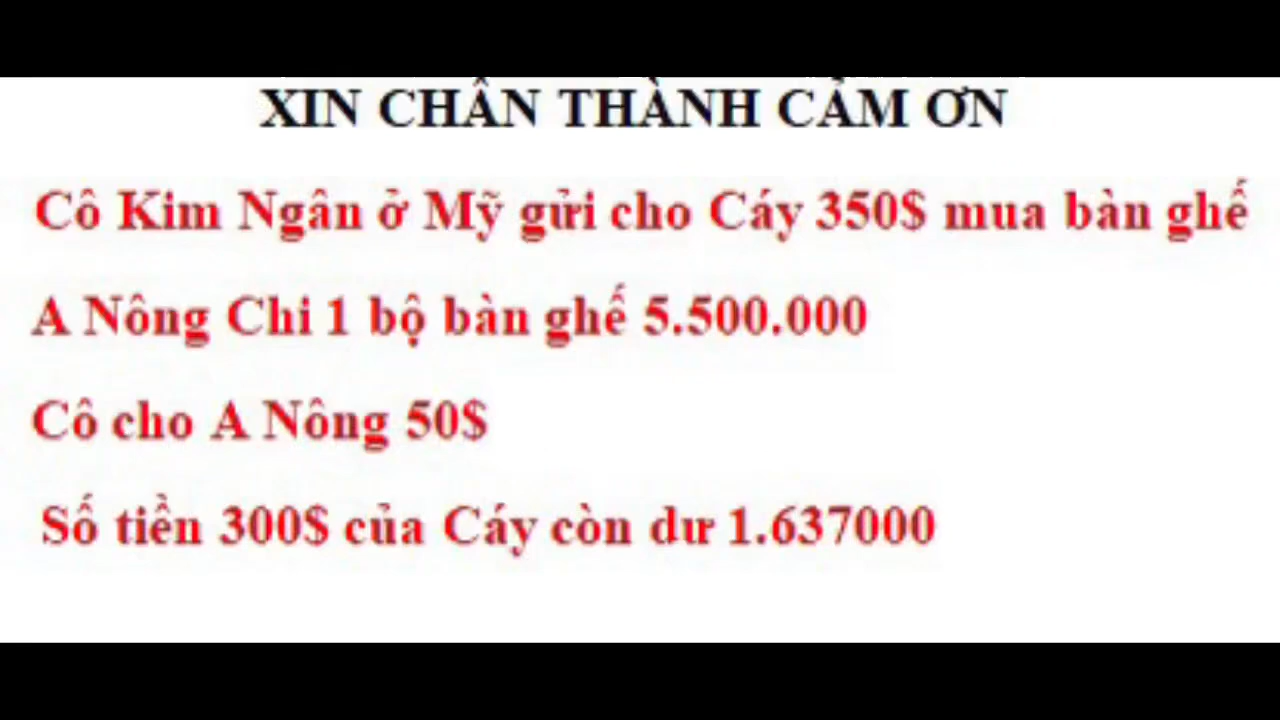 XIN CHÂN THÀNH CẢM ƠN
Cô Kim Ngân ở Mỹ gửi cho Cáy 350$ mua bàn ghế
A Nông Chi 1 bộ bàn ghế 5.500.000
Cô cho A Nông 50$
Số tiền 300$ của Cáy còn dư 1.637000